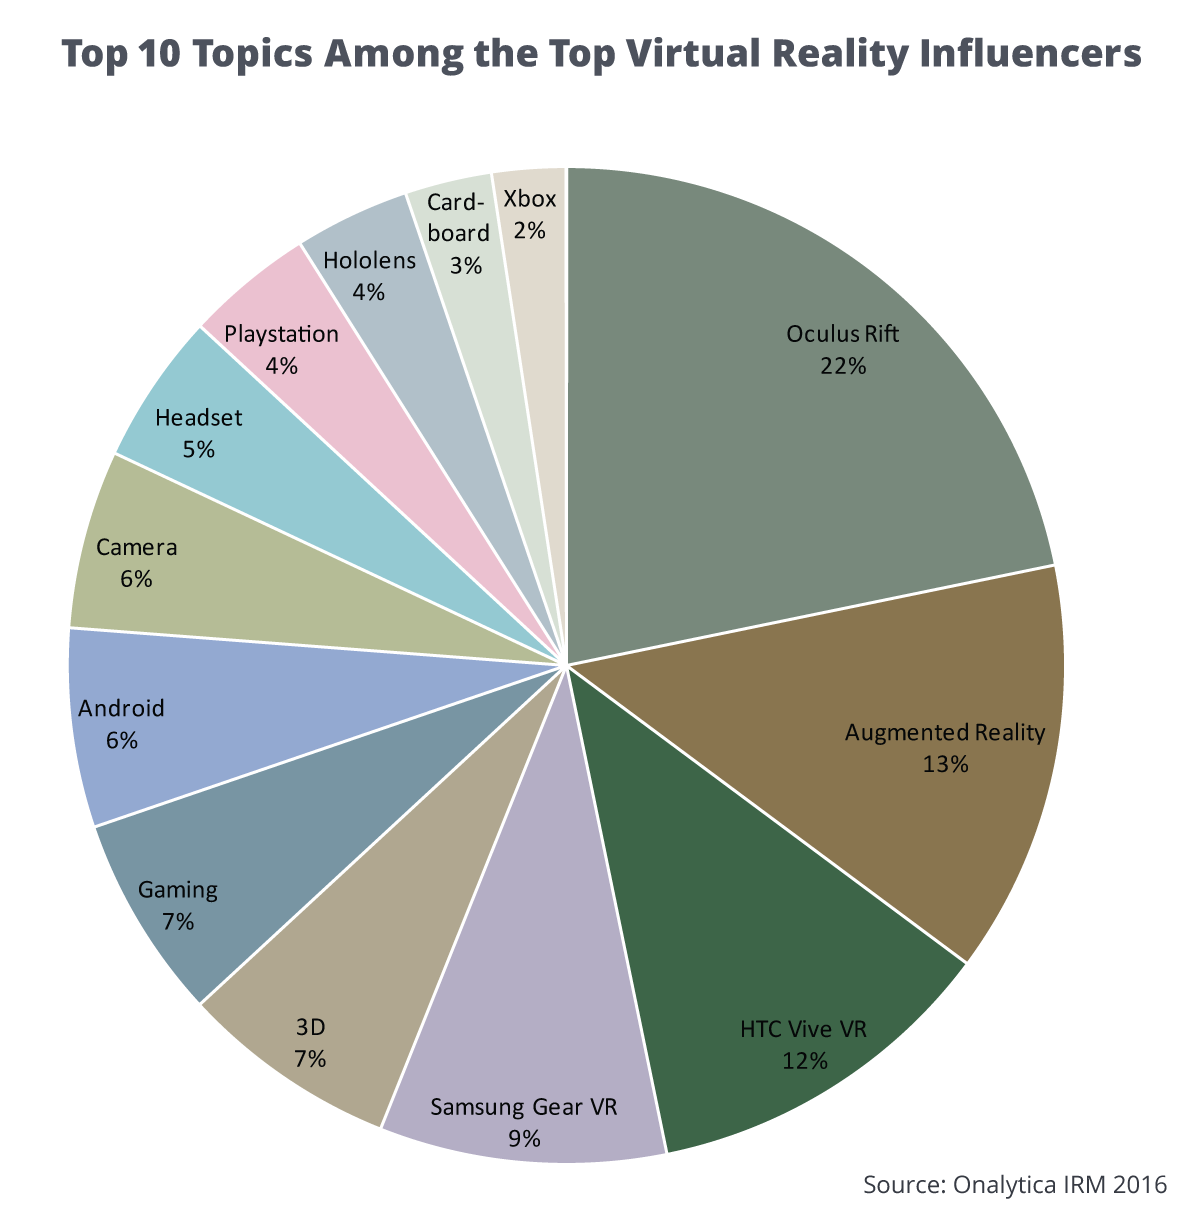 Top 10 Topics Among the Top Virtual Reality Influencers
Card-
board
3%
Xbox
2%
Hololens
4%
Playstation
4%
Oculus Rift
22%
Headset
5%
Camera
6%
Android
6%
Augmented Reality
13%
Gaming
7%
3D
7%
HTC Vive VR
12%
Samsung Gear VR
9%
Source: Onalytica IRM 2016